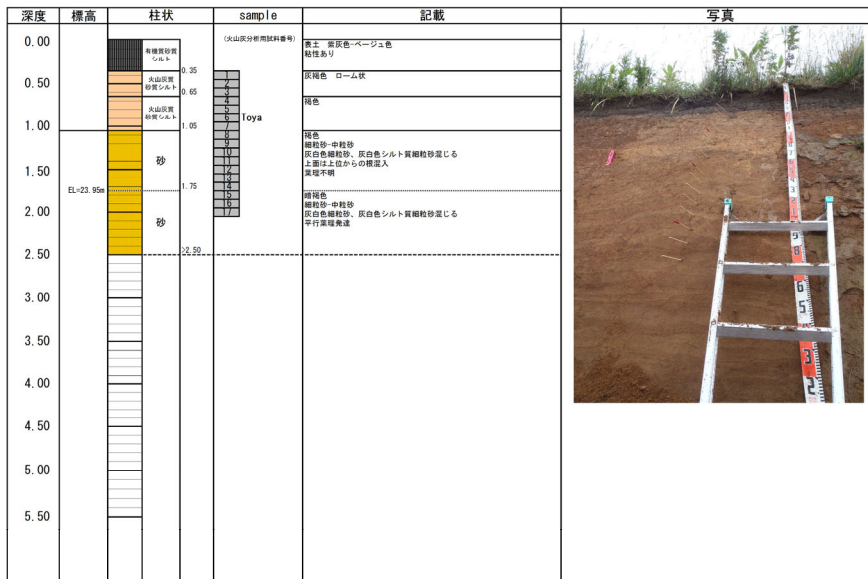 深度 標高 柱状 sample 記載 写真
(火山灰分析用試料番号)
0.00
0.50
1.00
1.50
2.00
2.50
3.00
3.50
4.00
4.50
5.00
5.50
EL=23.95m
有機質砂質
シルト
0.35
火山灰質
砂質シルト
0.65
火山灰質
砂質シルト
1.05
砂
1.75
砂
>2.50
1
2
3
4
5
6 Toya
7
8
9
10
11
12
13
14
15
16
17
表土 紫灰色-ベージュ色
粘性あり
灰褐色 ローム状
褐色
褐色
細粒砂-中粒砂
灰白色細粒砂、灰白色シルト質細粒砂混じる
上面は上位からの根混入
葉理不明
暗褐色
細粒砂-中粒砂
灰白色細粒砂、灰白色シルト質細粒砂混じる
平行葉理発達
9
8
6
5
3
2